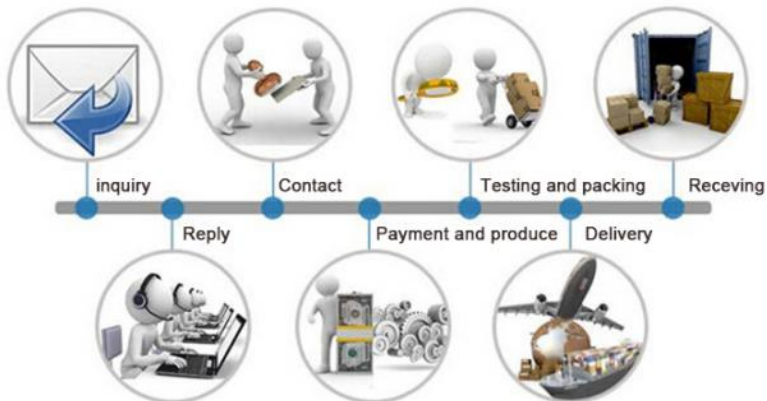 inquiry
Contact
Testing and packing
Receving
Reply
Payment and produce
Delivery